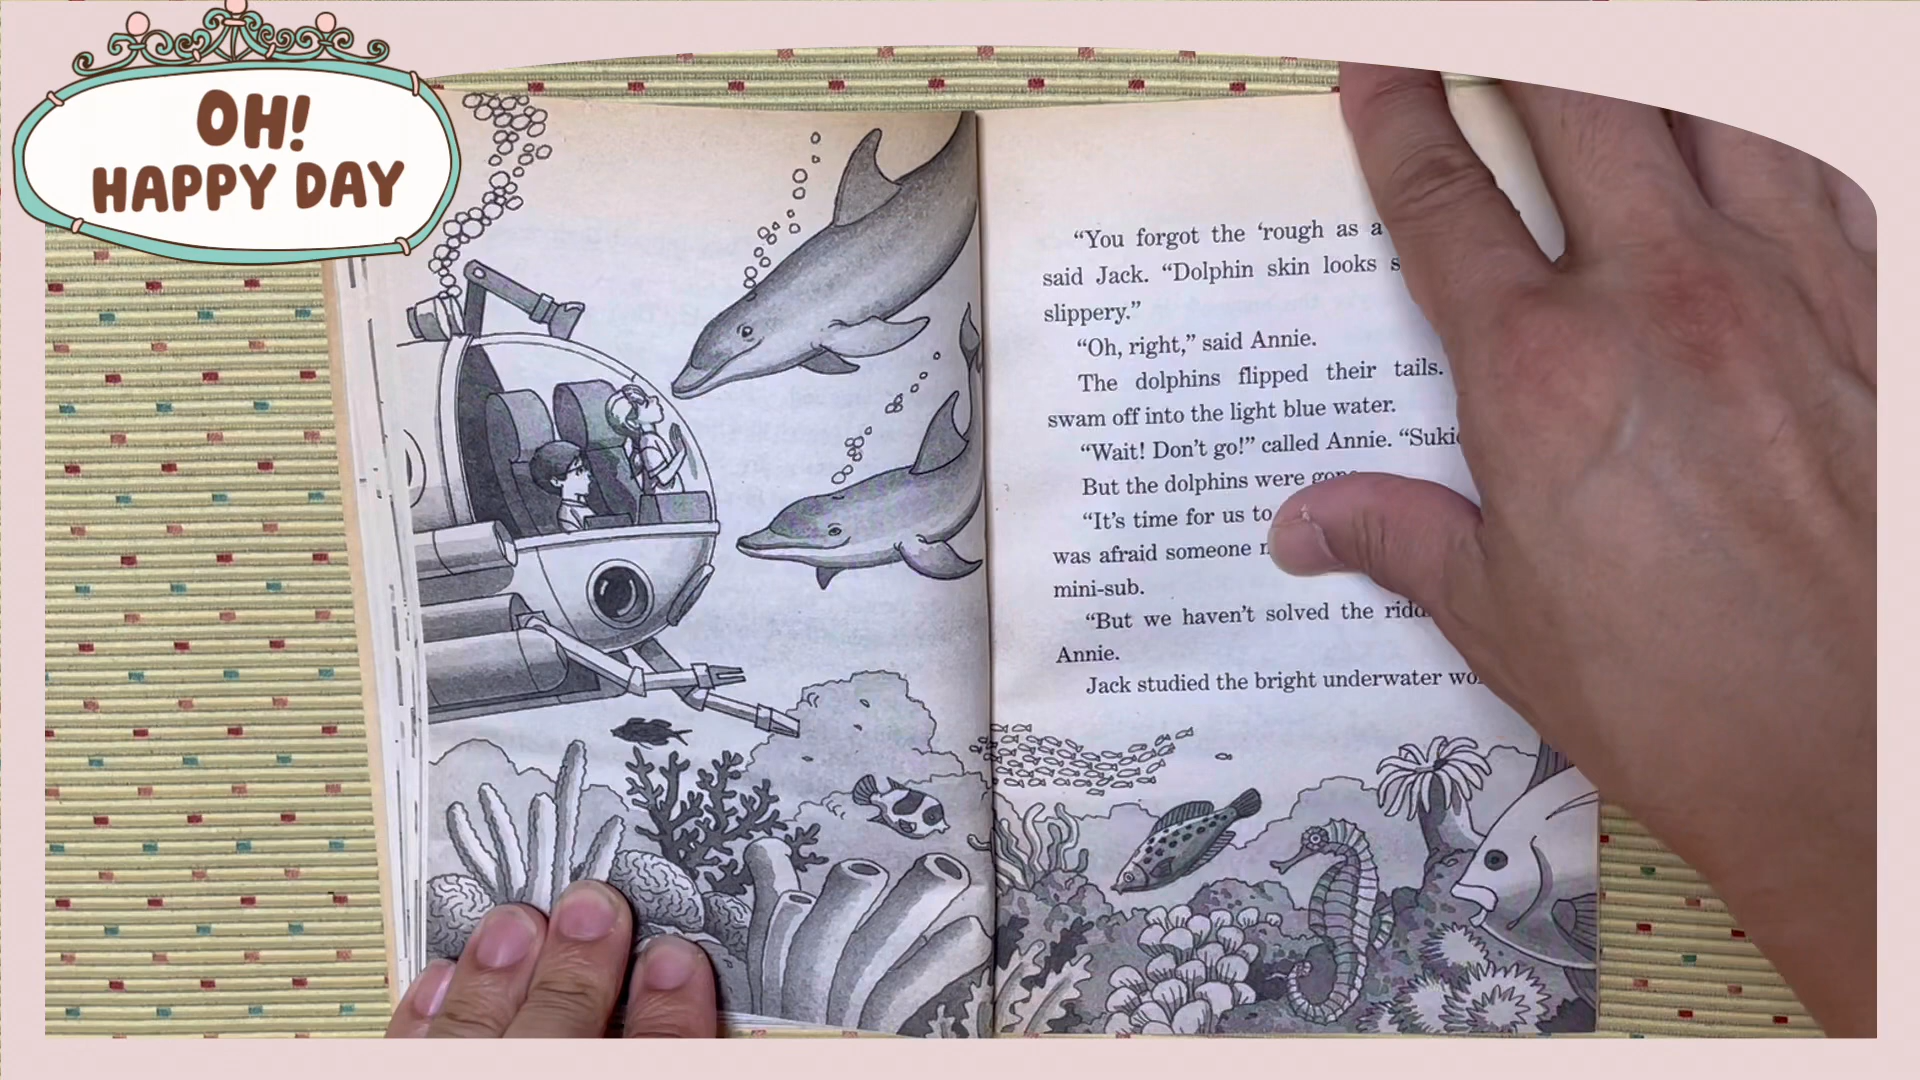 OH!
HAPPY DAY
“You forgot the ‘rough as a
said Jack. “Dolphin skin looks
slippery.”
“Oh, right,” said Annie.
The dolphins flipped their tails.
swam off into the light blue water.
“Wait! Don’t go!” called Annie.
But the dolphins were
“It’s time for us to
was afraid someone
mini-sub.
“But we haven’t solved the
Annie.
Jack studied the bright underwater